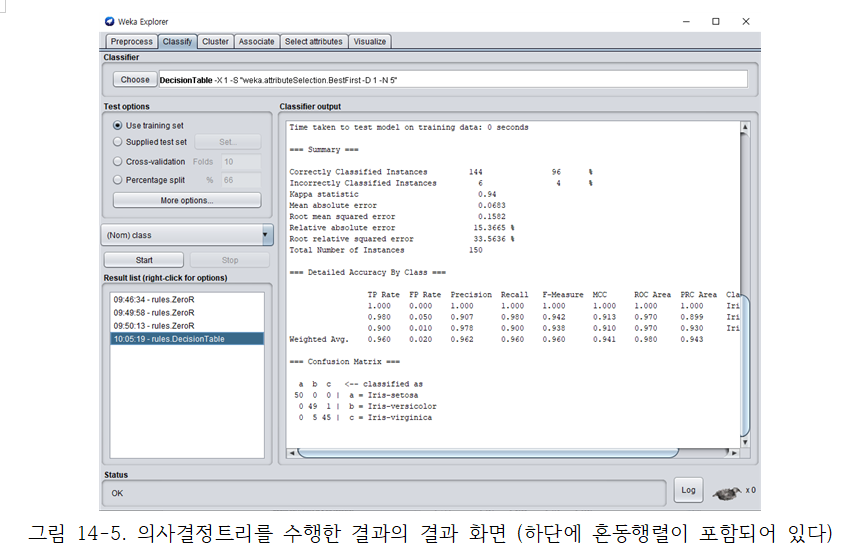 Weka Explorer
Preprocess Classify Cluster Associate Select attributes Visualize
Classifier
Choose DecisionTable -X 1 -S "weka.attributeSelection.BestFirst -D 1 -N 5"
Test options
Use training set
Supplied test set Set...
Cross-validation Folds 10
Percentage split % 66
More options...
(Nom) class
Start Stop
Result list (right-click for options)
09:46:34 - rules.ZeroR
09:49:58 - rules.ZeroR
09:50:13 - rules.ZeroR
10:05:19 - rules.DecisionTable
Classifier output
Time taken to test model on training data: 0 seconds
=== Summary ===
Correctly Classified Instances 144 96 %
Incorrectly Classified Instances 6 4 %
Kappa statistic 0.94
Mean absolute error 0.0683
Root mean squared error 0.1582
Relative absolute error 15.3665 %
Root relative squared error 33.5636 %
Total Number of Instances 150
=== Detailed Accuracy By Class ===
TP Rate FP Rate Precision Recall F-Measure MCC ROC Area PRC Area Cla
1.000 0.000 1.000 1.000 1.000 1.000 1.000 1.000 Iri
0.980 0.050 0.907 0.980 0.942 0.913 0.970 0.899 Iri
0.900 0.010 0.978 0.900 0.938 0.910 0.970 0.930 Iri
Weighted Avg. 0.960 0.020 0.962 0.960 0.960 0.941 0.980 0.943
=== Confusion Matrix ===
a b c <-- classified as
50 0 0 | a = Iris-setosa
0 49 1 | b = Iris-versicolor
0 5 45 | c = Iris-virginica
Status
OK
Log
x 0
그림 14-5. 의사결정트리를 수행한 결과의 결과 화면 (하단에 혼동행렬이 포함되어 있다)